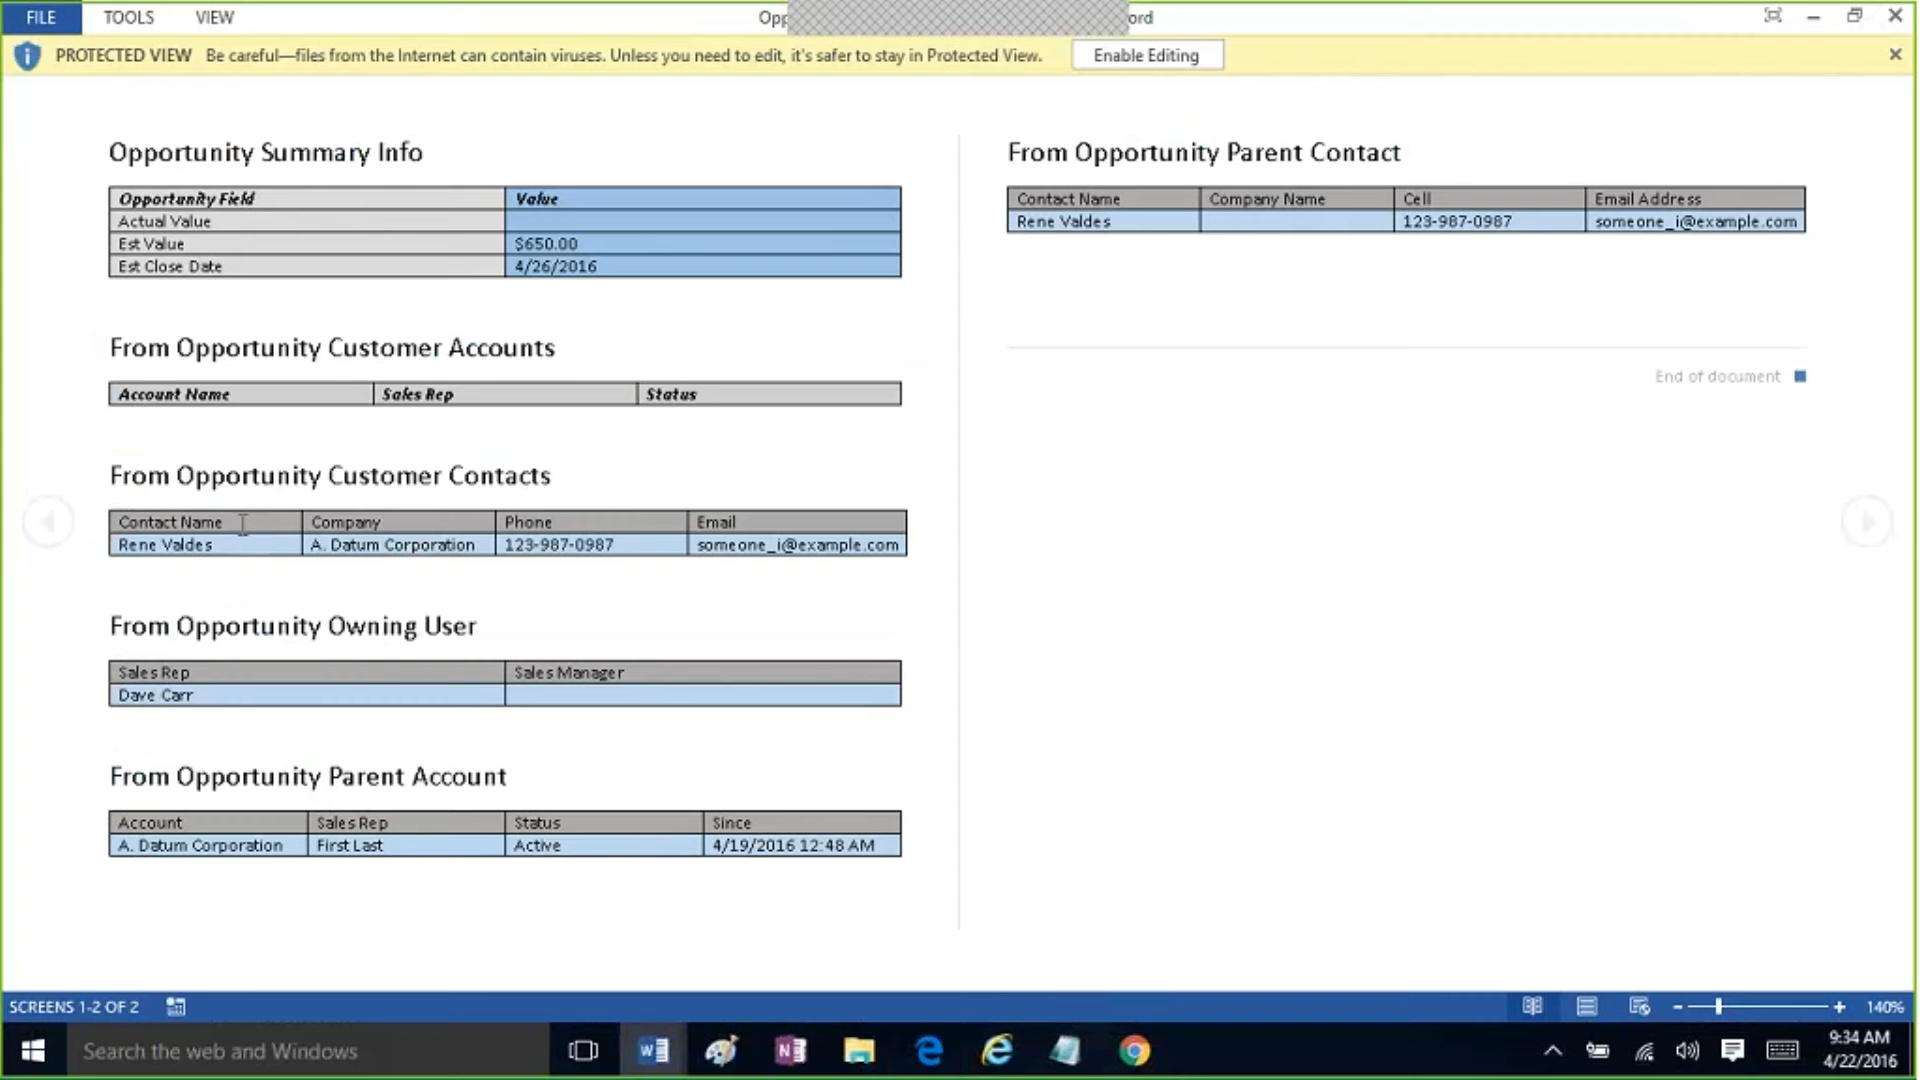 FILE TOOLS VIEW Opp ord
PROTECTED VIEW Be careful—files from the Internet can contain viruses. Unless you need to edit, it's safer to stay in Protected View. Enable Editing
Opportunity Summary Info
Opportunity Field Value
Actual Value
Est Value $650.00
Est Close Date 4/26/2016
From Opportunity Customer Accounts
Account Name Sales Rep Status
From Opportunity Customer Contacts
Contact Name Company Phone Email
Rene Valdes A. Datum Corporation 123-987-0987 someone_i@example.com
From Opportunity Owning User
Sales Rep Sales Manager
Dave Carr
From Opportunity Parent Account
Account Sales Rep Status Since
A. Datum Corporation First Last Active 4/19/2016 12:48 AM
From Opportunity Parent Contact
Contact Name Company Name Cell Email Address
Rene Valdes 123-987-0987 someone_i@example.com
End of document
SCREENS 1-2 OF 2 140%
Search the web and Windows
9:34 AM
4/22/2016